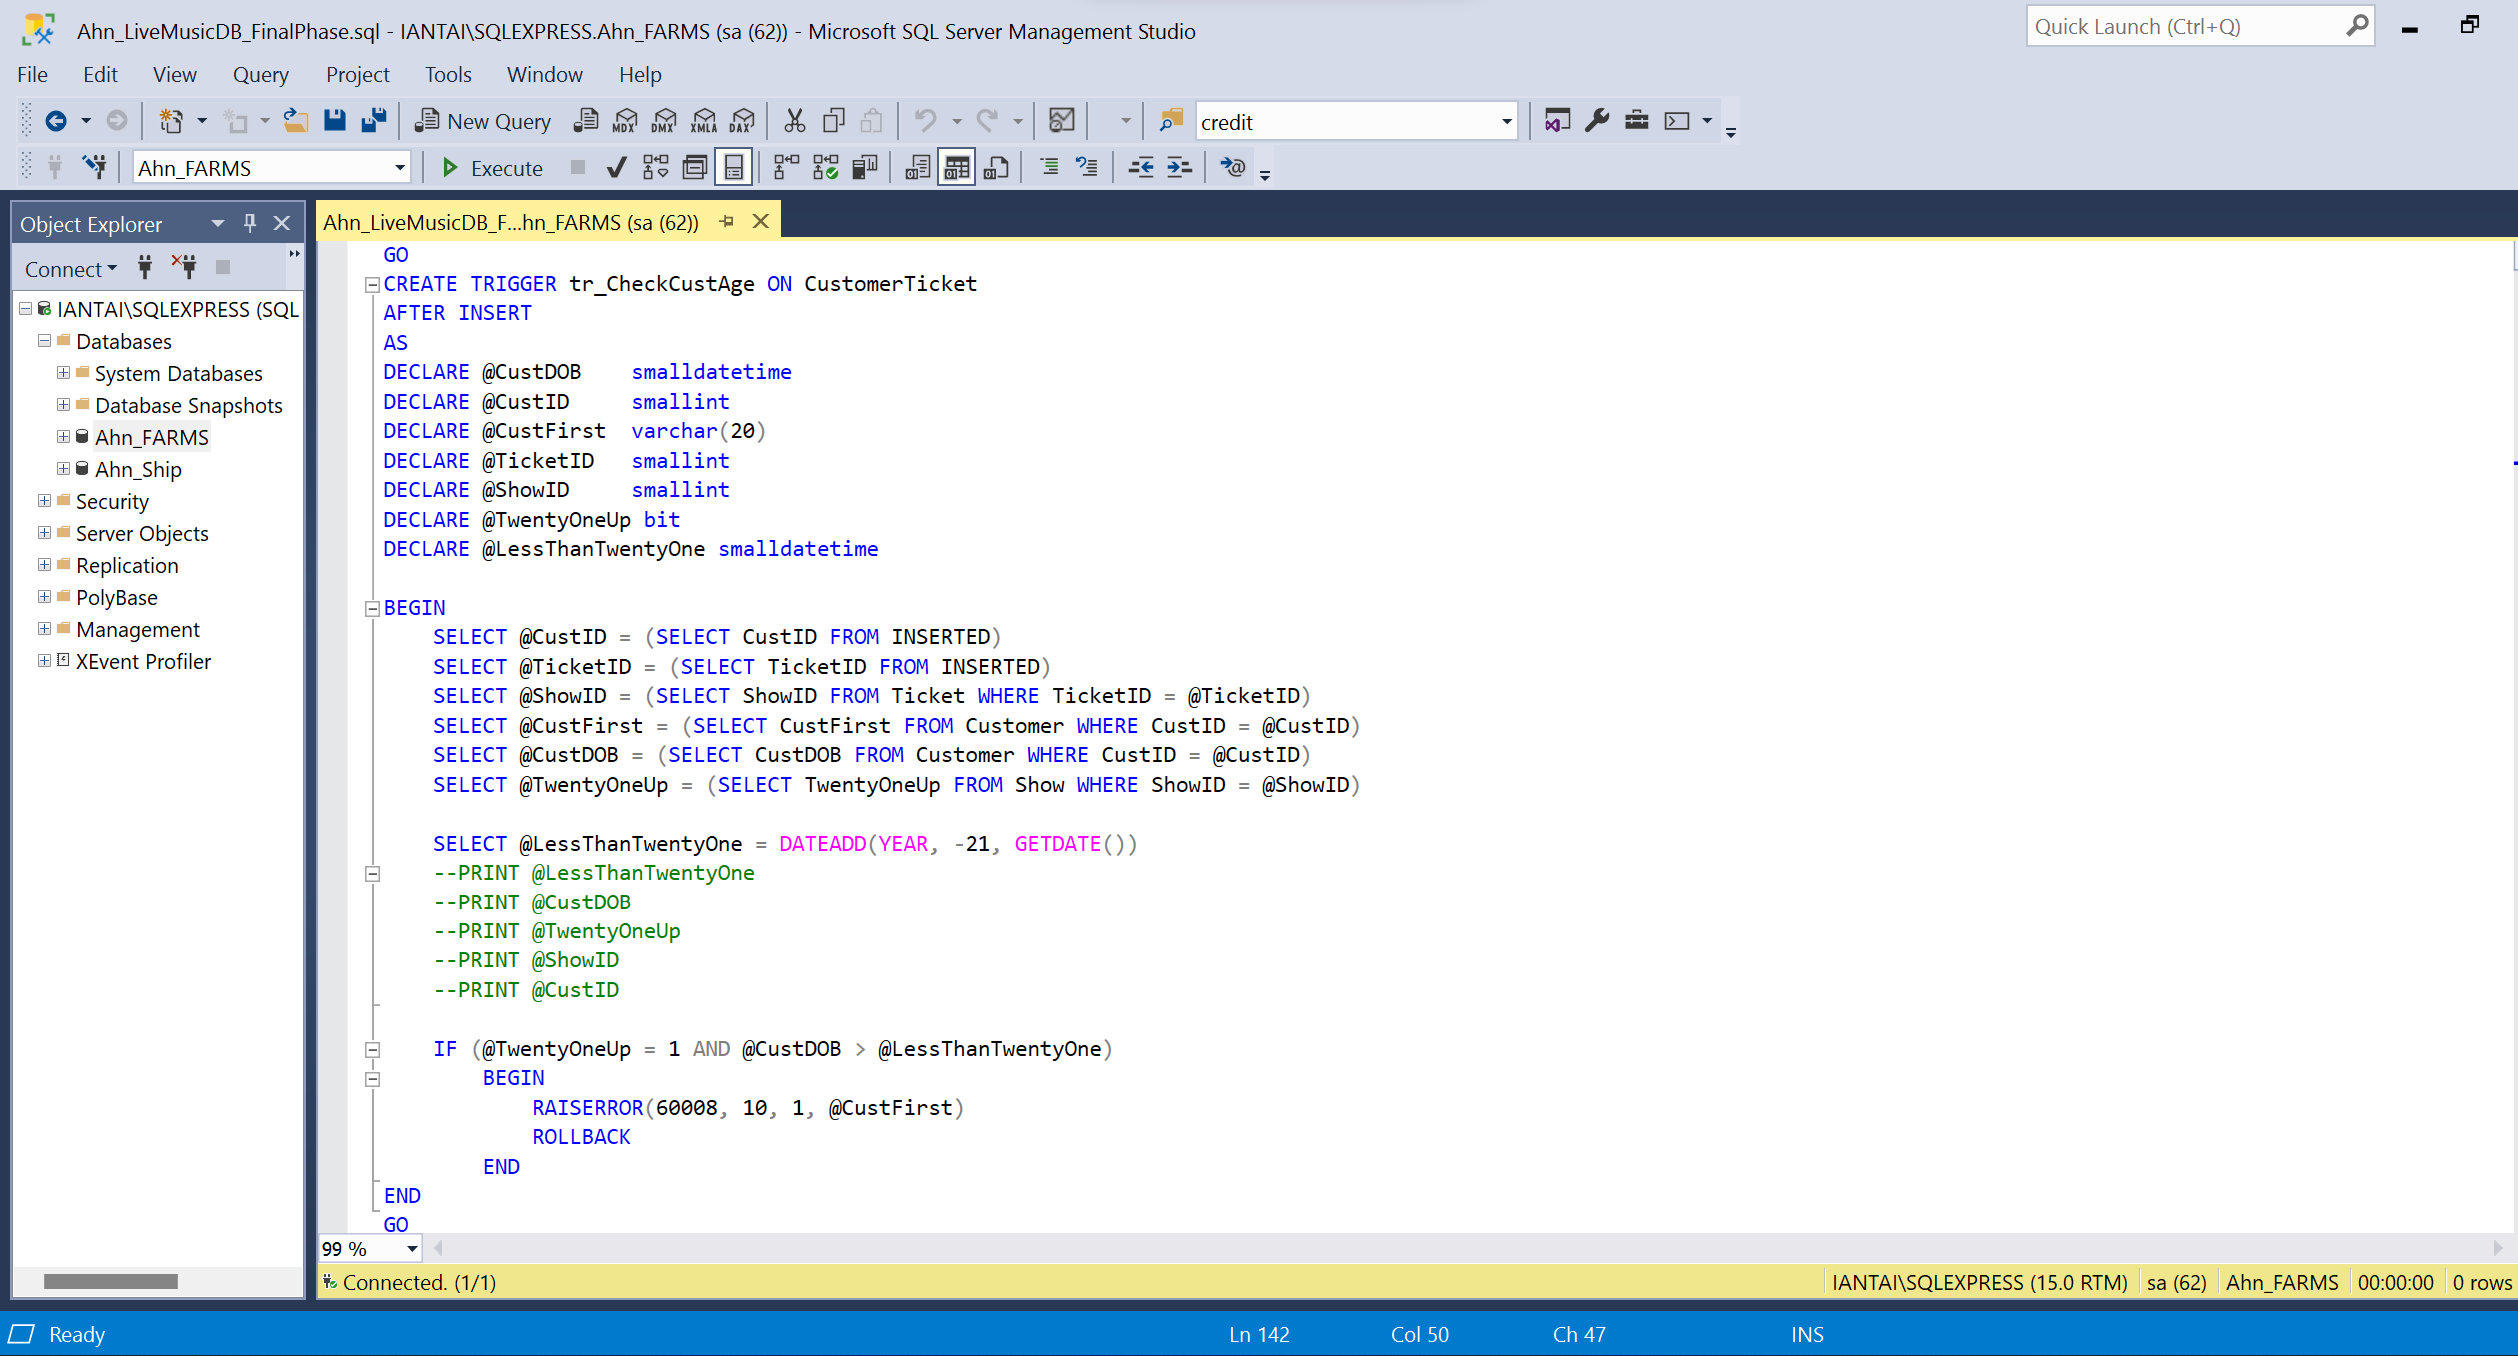 Ahn_LiveMusicDB_FinalPhase.sql - IANTAI\SQLEXPRESS.Ahn_FARMS (sa (62)) - Microsoft SQL Server Management Studio
Quick Launch (Ctrl+Q)
File Edit View Query Project Tools Window Help
New Query MDX DMX XMLA DAX credit
Ahn_FARMS Execute
Object Explorer
Connect
IANTAI\SQLEXPRESS (SQL
Databases
System Databases
Database Snapshots
Ahn_FARMS
Ahn_Ship
Security
Server Objects
Replication
PolyBase
Management
XEvent Profiler
Ahn_LiveMusicDB_F...hn_FARMS (sa (62))
GO
CREATE TRIGGER tr_CheckCustAge ON CustomerTicket
AFTER INSERT
AS
DECLARE @CustDOB    smalldatetime
DECLARE @CustID     smallint
DECLARE @CustFirst  varchar(20)
DECLARE @TicketID   smallint
DECLARE @ShowID     smallint
DECLARE @TwentyOneUp bit
DECLARE @LessThanTwentyOne smalldatetime
BEGIN
    SELECT @CustID = (SELECT CustID FROM INSERTED)
    SELECT @TicketID = (SELECT TicketID FROM INSERTED)
    SELECT @ShowID = (SELECT ShowID FROM Ticket WHERE TicketID = @TicketID)
    SELECT @CustFirst = (SELECT CustFirst FROM Customer WHERE CustID = @CustID)
    SELECT @CustDOB = (SELECT CustDOB FROM Customer WHERE CustID = @CustID)
    SELECT @TwentyOneUp = (SELECT TwentyOneUp FROM Show WHERE ShowID = @ShowID)
    SELECT @LessThanTwentyOne = DATEADD(YEAR, -21, GETDATE())
    --PRINT @LessThanTwentyOne
    --PRINT @CustDOB
    --PRINT @TwentyOneUp
    --PRINT @ShowID
    --PRINT @CustID
    IF (@TwentyOneUp = 1 AND @CustDOB > @LessThanTwentyOne)
        BEGIN
            RAISERROR(60008, 10, 1, @CustFirst)
            ROLLBACK
        END
END
GO
99 %
Connected. (1/1) IANTAI\SQLEXPRESS (15.0 RTM) sa (62) Ahn_FARMS 00:00:00 0 rows
Ready Ln 142 Col 50 Ch 47 INS